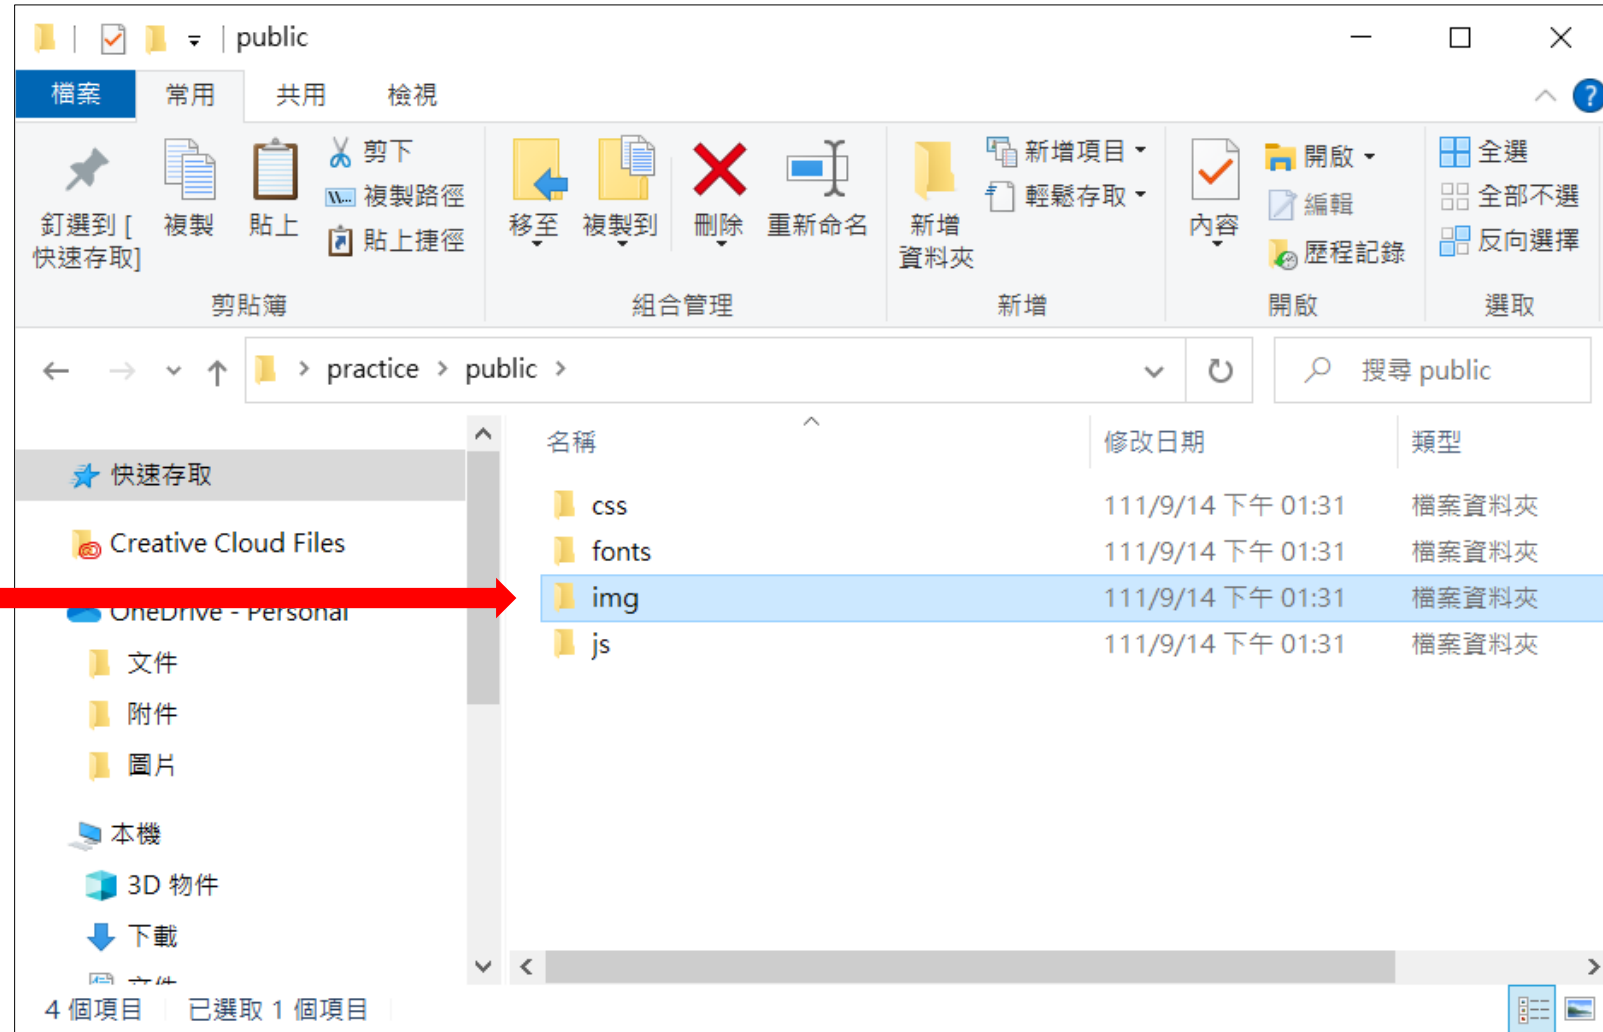 public
檔案 常用 共用 檢視
釘選到 [
快速存取]
複製
貼上
剪下
複製路徑
貼上捷徑
剪貼簿
移至
複製到
刪除
重新命名
組合管理
新增
資料夾
新增項目
輕鬆存取
新增
內容
開啟
編輯
歷程記錄
開啟
全選
全部不選
反向選擇
選取
practice > public >
搜尋 public
快速存取
Creative Cloud Files
OneDrive - Personal
文件
附件
圖片
本機
3D 物件
下載
文件
名稱 修改日期 類型
css 111/9/14 下午 01:31 檔案資料夾
fonts 111/9/14 下午 01:31 檔案資料夾
img 111/9/14 下午 01:31 檔案資料夾
js 111/9/14 下午 01:31 檔案資料夾
4 個項目 已選取 1 個項目